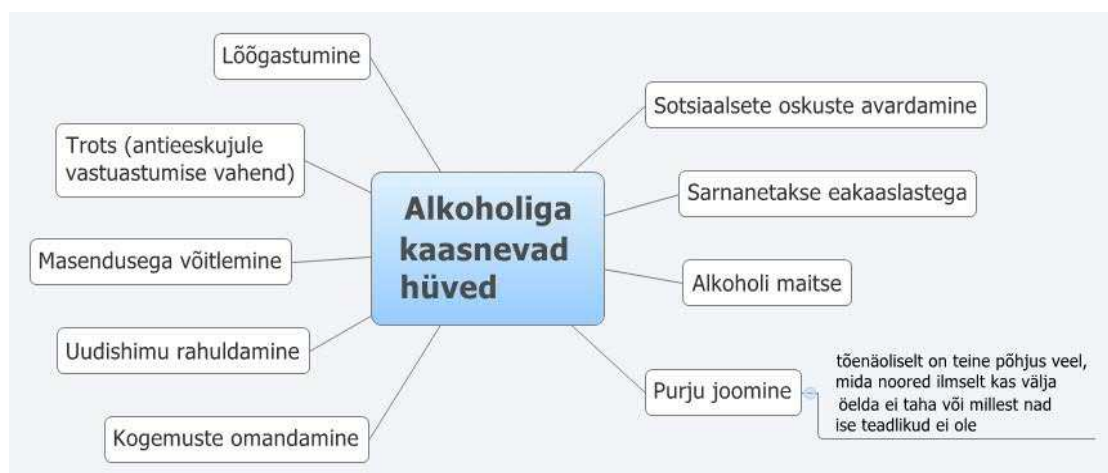 Lõõgastumine
Trots (antieeskujule
vastuastumise vahend)
Masendusega võitlemine
Uudishimu rahuldamine
Kogemuste omandamine
Alkoholiga
kaasnevad
hüved
Sotsiaalsete oskuste avardamine
Sarnanetakse eakaaslastega
Alkoholi maitse
Purju joomine
tõenäoliselt on teine põhjus veel,
mida noored ilmselt kas välja
öelda ei taha või millest nad
ise teadlikud ei ole